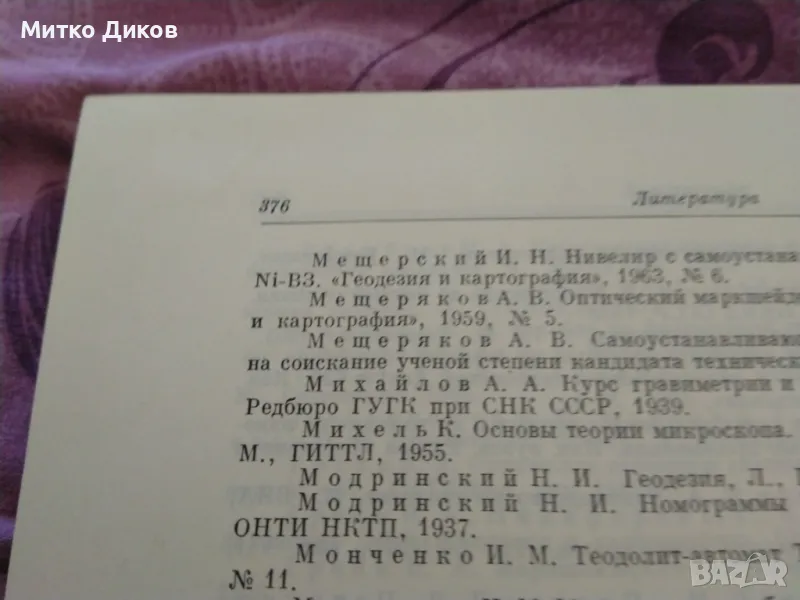 Митко Диков
376 Литература
Мещерский И. Н. Нивелир с самоустана
Ni-B3. «Геодезия и картография», 1963, № 6.
Мещеряков А. В. Оптический маркшейд
и картография», 1959, № 5.
Мещеряков А. В. Самоустанавливаю
на соискание ученой степени кандидата техническ
Михайлов А. А. Курс гравиметрии и
Редбюро ГУГК при СНК СССР, 1939.
Михель К. Основы теории микроскопа.
М., ГИТТЛ, 1955.
Модринский Н. И. Геодезия, Л.,
Модринский Н. И. Номограммы
ОНТИ НКТП, 1937.
Монченко И. М. Теодолит-автомат
№ 11.
BAZAR